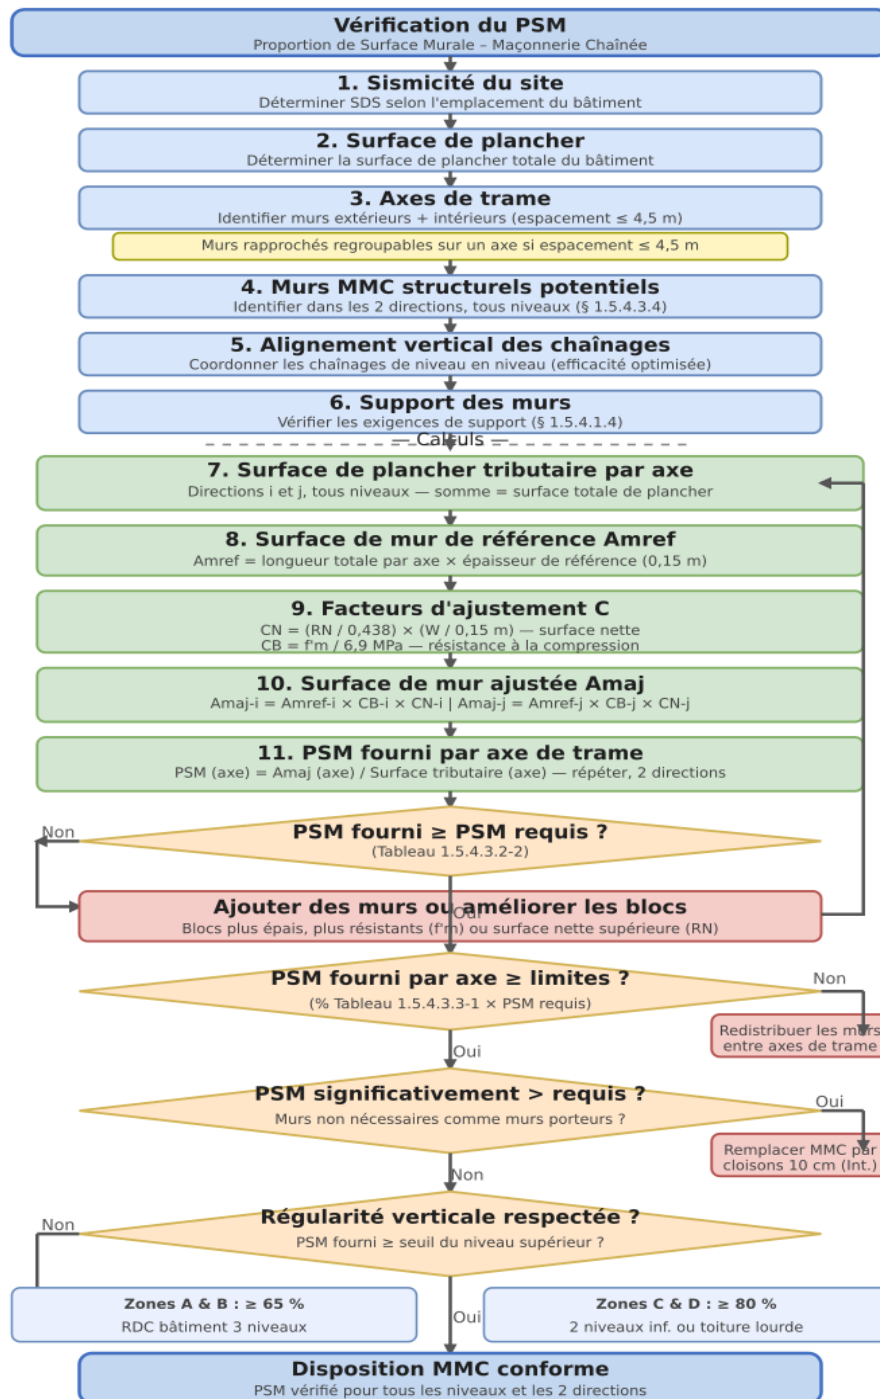 Vérification du PSM
Proportion de Surface Murale – Maçonnerie Chaînée
1. Sismicité du site
Déterminer SDS selon l'emplacement du bâtiment
2. Surface de plancher
Déterminer la surface de plancher totale du bâtiment
3. Axes de trame
Identifier murs extérieurs + intérieurs (espacement ≤ 4,5 m)
Murs rapprochés regroupables sur un axe si espacement ≤ 4,5 m
4. Murs MMC structurels potentiels
Identifier dans les 2 directions, tous niveaux (§ 1.5.4.3.4)
5. Alignement vertical des chaînages
Coordonner les chaînages de niveau en niveau (efficacité optimisée)
6. Support des murs
Vérifier les exigences de support (§ 1.5.4.1.4)
— Calculs —
7. Surface de plancher tributaire par axe
Directions i et j, tous niveaux — somme = surface totale de plancher
8. Surface de mur de référence Amref
Amref = longueur totale par axe × épaisseur de référence (0,15 m)
9. Facteurs d'ajustement C
CN = (RN / 0,438) × (W / 0,15 m) — surface nette
CB = f'm / 6,9 MPa — résistance à la compression
10. Surface de mur ajustée Amaj
Amaj-i = Amref-i × CB-i × CN-i | Amaj-j = Amref-j × CB-j × CN-j
11. PSM fourni par axe de trame
PSM (axe) = Amaj (axe) / Surface tributaire (axe) — répéter, 2 directions
Non
PSM fourni ≥ PSM requis ?
(Tableau 1.5.4.3.2-2)
Ajouter des murs ou améliorer les blocs
Oui
Blocs plus épais, plus résistants (f'm) ou surface nette supérieure (RN)
PSM fourni par axe ≥ limites ?
Non
(% Tableau 1.5.4.3.3-1 × PSM requis)
Redistribuer les murs
entre axes de trame
Oui
PSM significativement > requis ?
Oui
Murs non nécessaires comme murs porteurs ?
Remplacer MMC par
cloisons 10 cm (Int.)
Non
Régularité verticale respectée ?
Non
PSM fourni ≥ seuil du niveau supérieur ?
Zones A & B : ≥ 65 %
RDC bâtiment 3 niveaux
Oui
Zones C & D : ≥ 80 %
2 niveaux inf. ou toiture lourde
Disposition MMC conforme
PSM vérifié pour tous les niveaux et les 2 directions